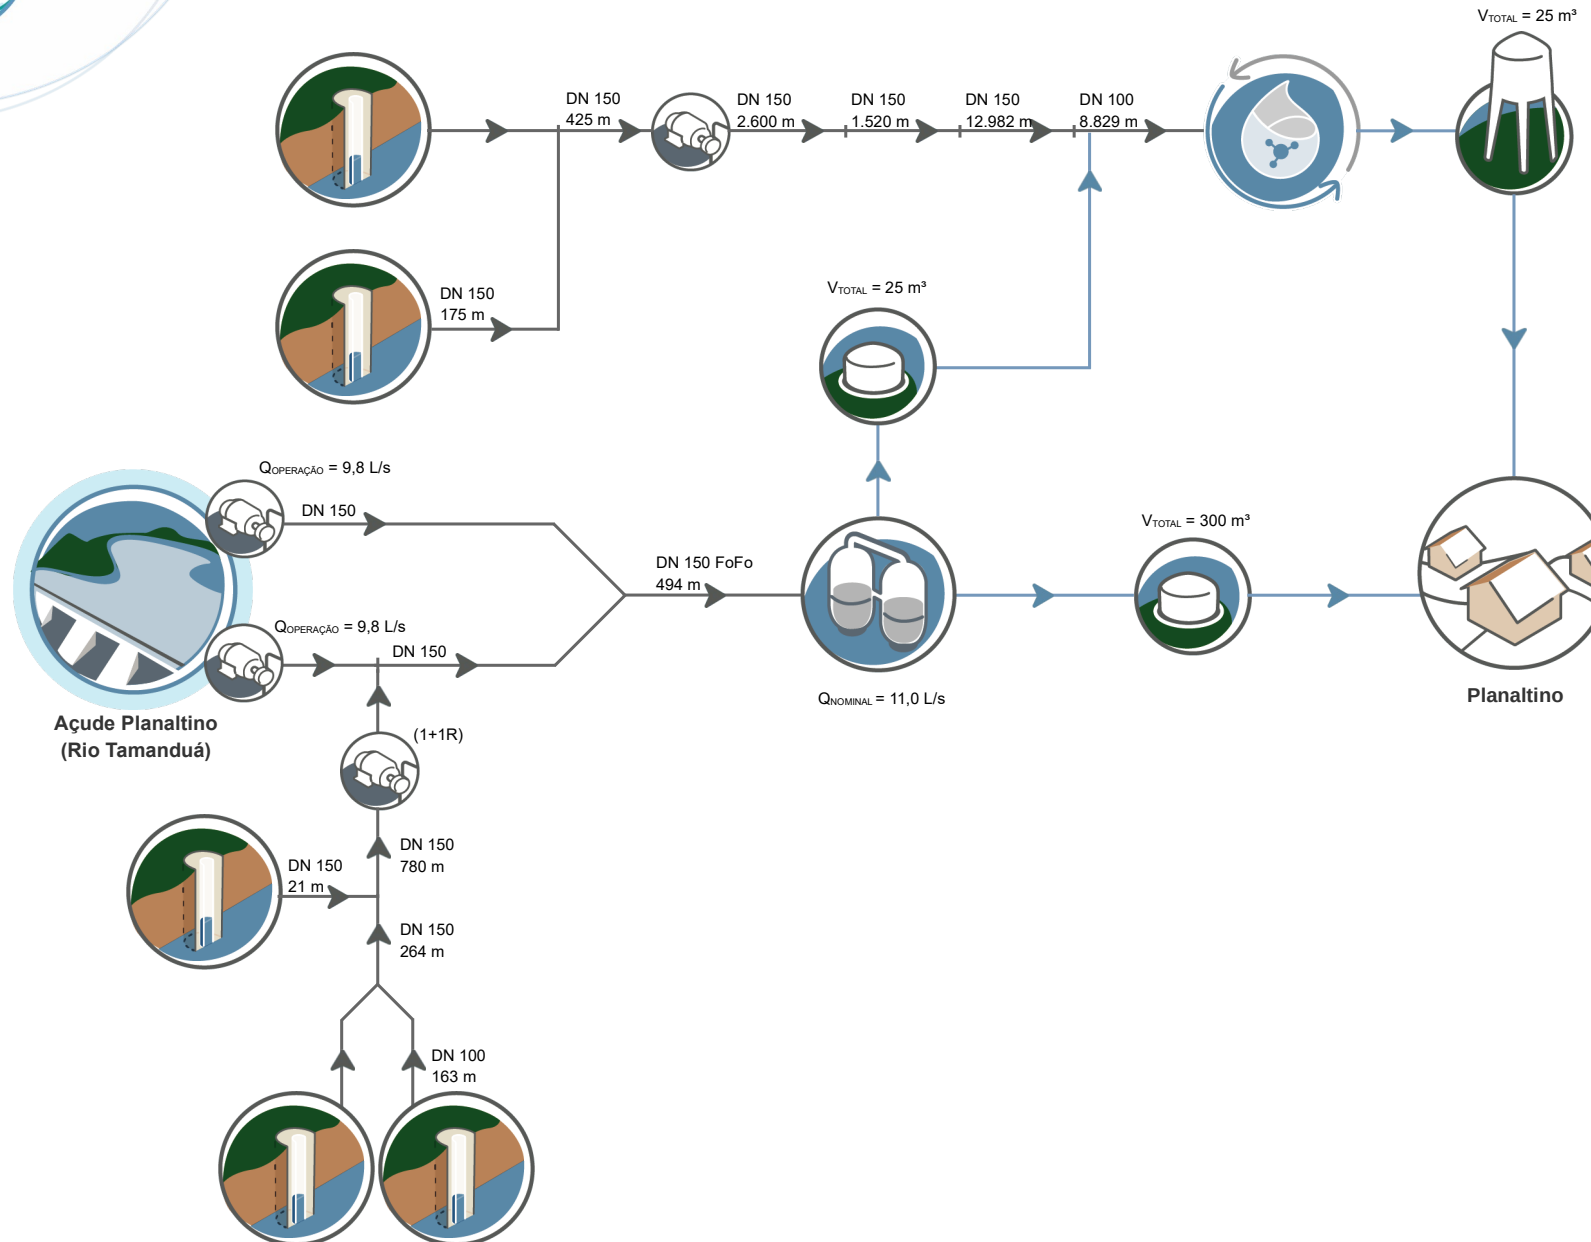 VTOTAL = 25 m³
DN 150
425 m
DN 150
2.600 m
DN 150
1.520 m
DN 150
12.982 m
DN 100
8.829 m
DN 150
175 m
VTOTAL = 25 m³
QOPERAÇÃO = 9,8 L/s
DN 150
DN 150 FoFo
494 m
VTOTAL = 300 m³
QOPERAÇÃO = 9,8 L/s
DN 150
QNOMINAL = 11,0 L/s
Planaltino
Açude Planaltino
(Rio Tamanduá)
(1+1R)
DN 150
780 m
DN 150
21 m
DN 150
264 m
DN 100
163 m